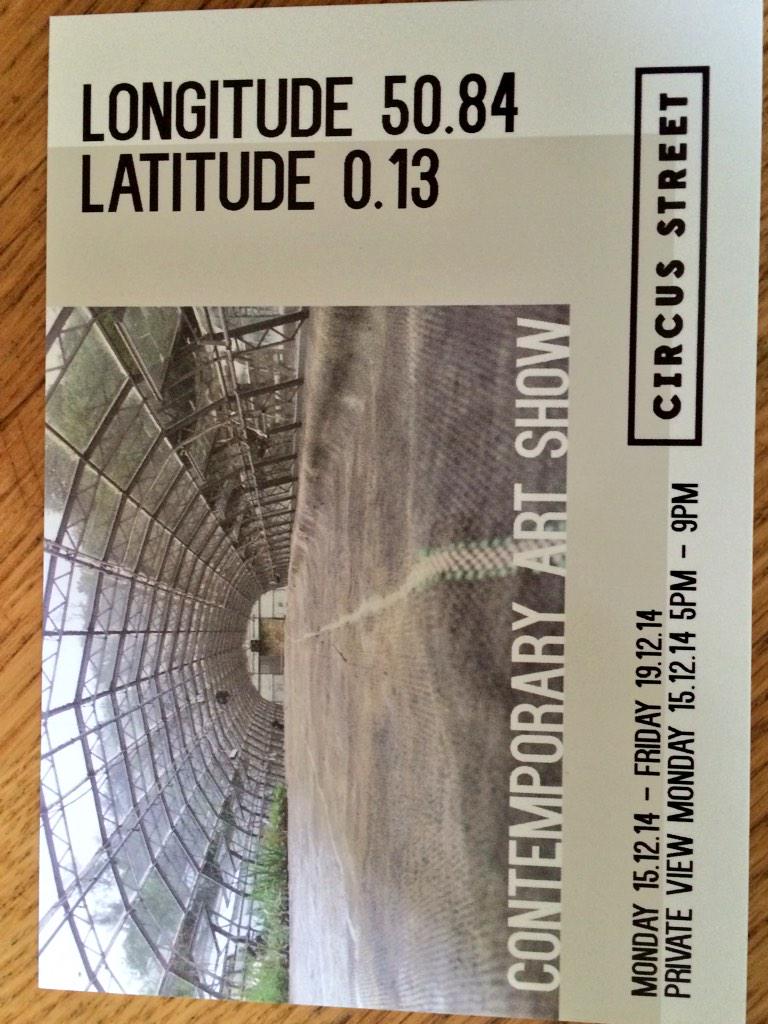 LONGITUDE 50.84
LATITUDE 0.13
CIRCUS STREET
CONTEMPORARY ART SHOW
MONDAY 15.12.14 - FRIDAY 19.12.14
PRIVATE VIEW MONDAY 15.12.14 5PM - 9PM